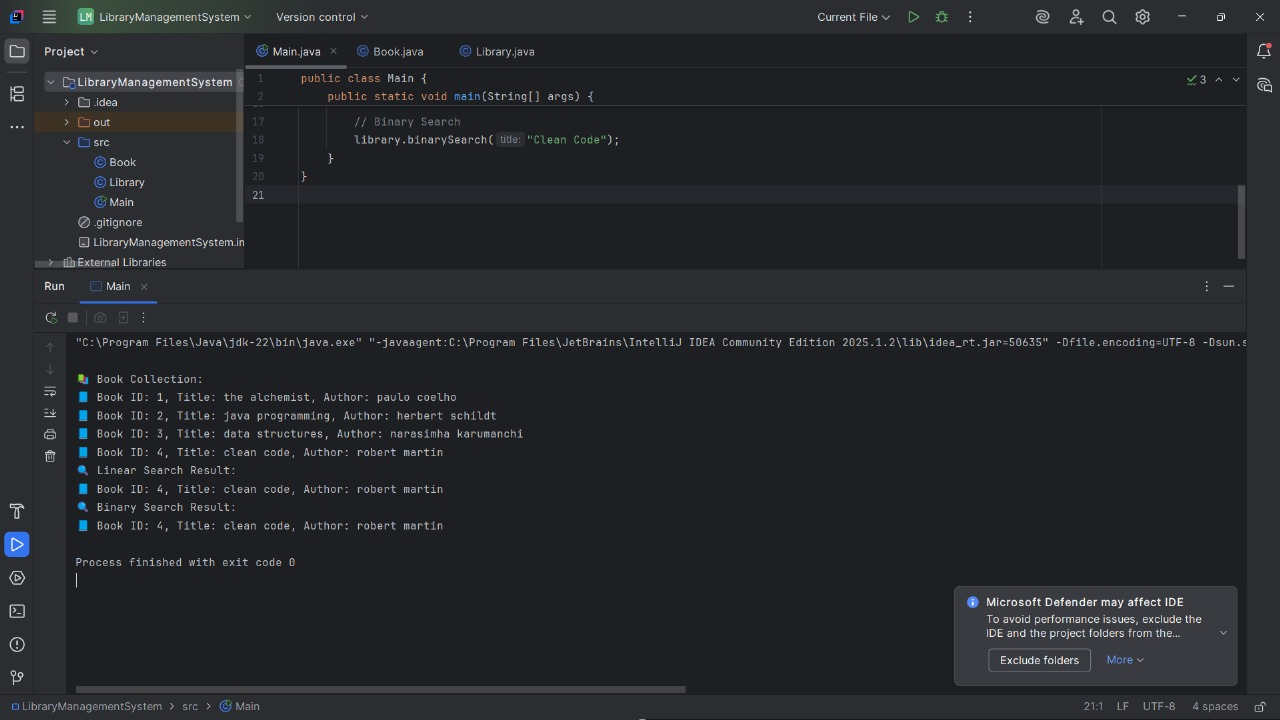 LM LibraryManagementSystem Version control Current File
Project Main.java Book.java Library.java
LibraryManagementSystem
.idea
out
src
Book
Library
Main
.gitignore
LibraryManagementSystem.im
External Libraries
1 public class Main {
2 public static void main(String[] args) {
17 // Binary Search
18 library.binarySearch( title: "Clean Code");
19 }
20 }
21
3
Run Main
"C:\Program Files\Java\jdk-22\bin\java.exe" "-javaagent:C:\Program Files\JetBrains\IntelliJ IDEA Community Edition 2025.1.2\lib\idea_rt.jar=50635" -Dfile.encoding=UTF-8 -Dsun.s
Book Collection:
Book ID: 1, Title: the alchemist, Author: paulo coelho
Book ID: 2, Title: java programming, Author: herbert schildt
Book ID: 3, Title: data structures, Author: narasimha karumanchi
Book ID: 4, Title: clean code, Author: robert martin
Linear Search Result:
Book ID: 4, Title: clean code, Author: robert martin
Binary Search Result:
Book ID: 4, Title: clean code, Author: robert martin
Process finished with exit code 0
Microsoft Defender may affect IDE
To avoid performance issues, exclude the
IDE and the project folders from the...
Exclude folders More
LibraryManagementSystem > src > Main 21:1 LF UTF-8 4 spaces